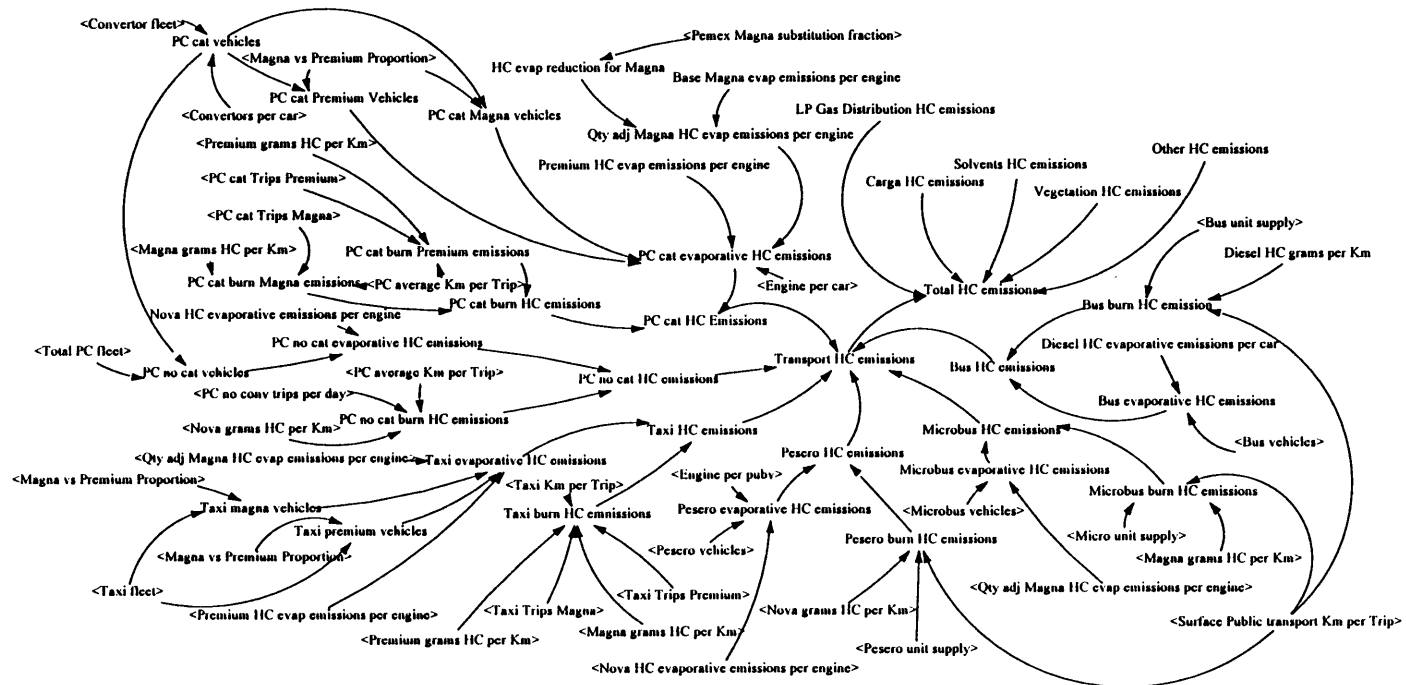 <Convertor fleet>
PC cat vehicles
<Pemex Magna substitution fraction>
<Magna vs Premium Proportion>
HC evap reduction for Magna
Base Magna evap emissions per engine
PC cat Premium Vehicles
<Convertors per car>
PC cat Magna vehicles
LP Gas Distribution HC emissions
Qty adj Magna HC evap emissions per engine
<Premium grams HC per Km>
Premium HC evap emissions per engine
Other HC emissions
Solvents HC emissions
<PC cat Trips Premium>
Carga HC emissions
Vegetation HC emissions
<PC cat Trips Magna>
<Bus unit supply>
<Magna grams HC per Km>
PC cat burn Premium emissions
PC cat evaporative HC emissions
Diesel HC grams per Km
PC cat burn Magna emissions
<PC average Km per Trip>
<Engine per car>
Total HC emissions
PC cat burn HC emissions
Bus burn HC emission
Nova HC evaporative emissions per engine
PC cat HC Emissions
PC no cat evaporative HC emissions
Diesel HC evaporative emissions per car
<Total PC fleet>
Transport HC emissions
PC no cat vehicles
<PC average Km per Trip>
PC no cat HC emissions
Bus HC emissions
<PC no conv trips per day>
Bus evaporative HC emissions
PC no cat burn HC emissions
<Nova grams HC per Km>
Taxi HC emissions
Microbus HC emissions
<Bus vehicles>
<Qty adj Magna HC evap emissions per engine>
Taxi evaporative HC emissions
Pesero HC emissions
<Magna vs Premium Proportion>
<Engine per pubv>
Microbus evaporative HC emissions
<Taxi Km per Trip>
Microbus burn HC emissions
Taxi magna vehicles
Taxi burn HC emnissions
Pesero evaporative HC emissions
<Microbus vehicles>
Taxi premium vehicles
<Micro unit supply>
Pesero burn HC emissions
<Magna vs Premium Proportion>
<Pesero vehicles>
<Magna grams HC per Km>
<Taxi fleet>
<Qty adj Magna HC evap emissions per engine>
<Taxi Trips Premium>
<Premium HC evap emissions per engine>
<Taxi Trips Magna>
<Nova grams HC per Km>
<Surface Public transport Km per Trip>
<Premium grams HC per Km>
<Magna grams HC per Km>
<Pesero unit supply>
<Nova HC evaporative emissions per engine>